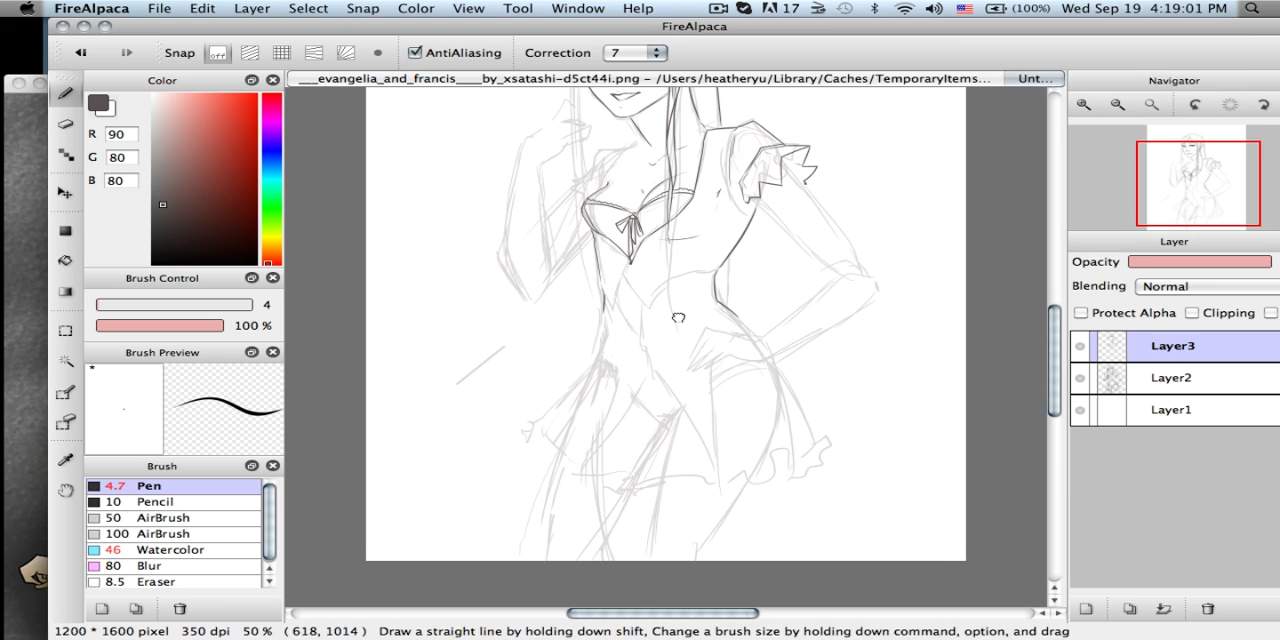 FireAlpaca File Edit Layer Select Snap Color View Tool Window Help 17 (100%) Wed Sep 19 4:19:01 PM
FireAlpaca
Snap off AntiAliasing Correction 7
Color
___evangelia_and_francis____by_xsatashi-d5ct44i.png - /Users/heatheryu/Library/Caches/TemporaryItems... Unt...
Navigator
R 90
G 80
B 80
Brush Control
4
100 %
Brush Preview
*
Brush
4.7 Pen
10 Pencil
50 AirBrush
100 AirBrush
46 Watercolor
80 Blur
8.5 Eraser
Layer
Opacity
Blending Normal
Protect Alpha Clipping
Layer3
Layer2
Layer1
1200 * 1600 pixel 350 dpi 50 % ( 618, 1014 ) Draw a straight line by holding down shift, Change a brush size by holding down command, option, and drag